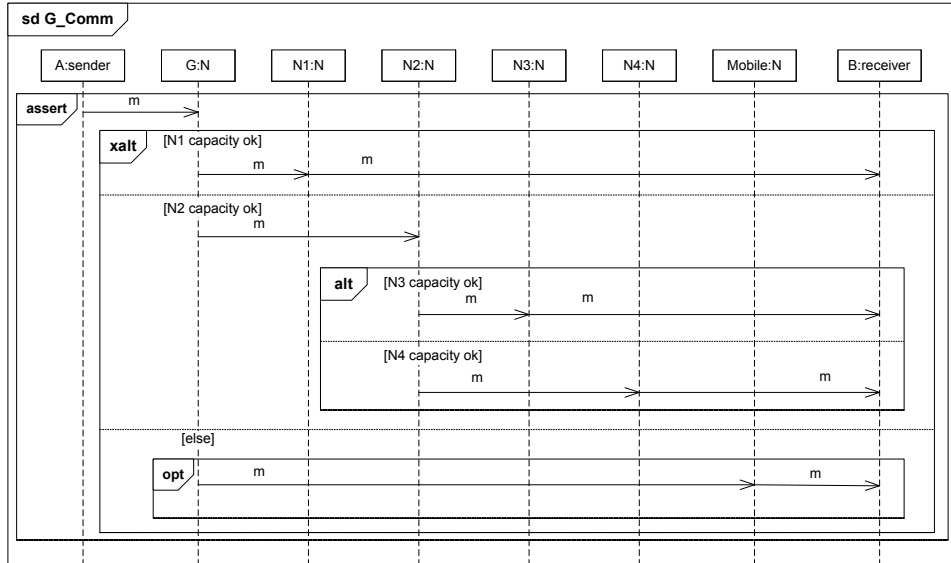 sd G_Comm
A:sender G:N N1:N N2:N N3:N N4:N Mobile:N B:receiver
assert
m
xalt
[N1 capacity ok]
m m
[N2 capacity ok]
m
alt
[N3 capacity ok]
m m
[N4 capacity ok]
m m
[else]
opt
m m